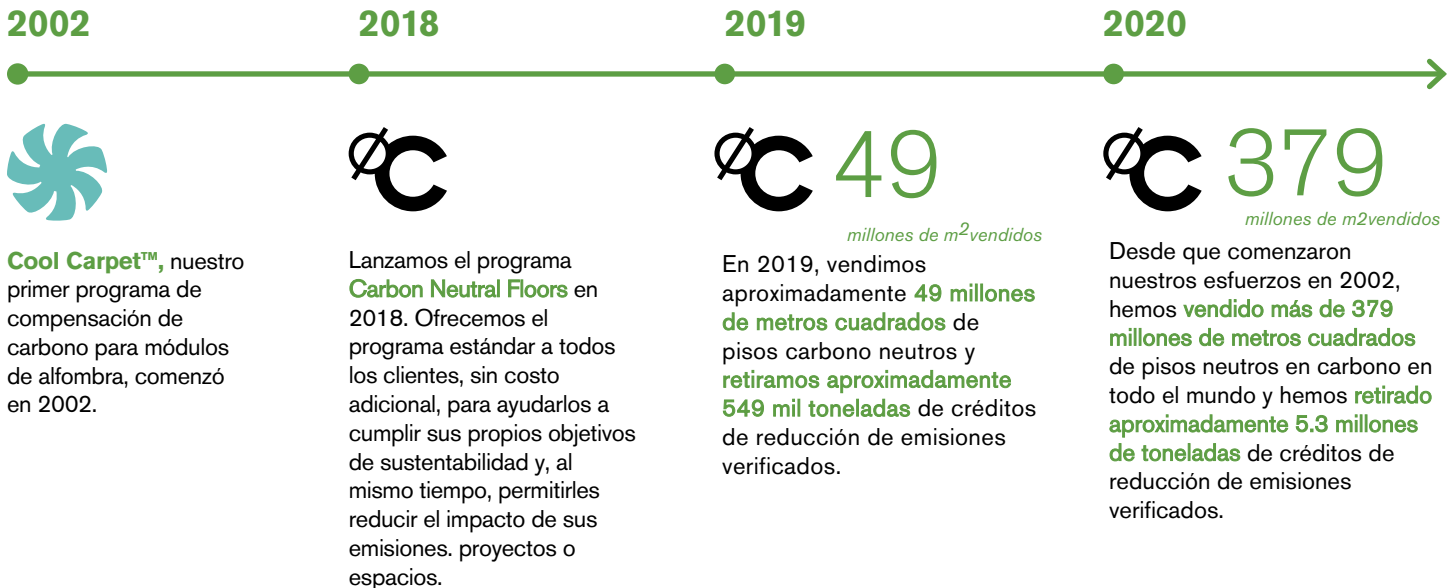 2002
2018
2019
2020
Cool Carpet™, nuestro
primer programa de
compensación de
carbono para módulos
de alfombra, comenzó
en 2002.
øC
Lanzamos el programa
Carbon Neutral Floors en
2018. Ofrecemos el
programa estándar a todos
los clientes, sin costo
adicional, para ayudarlos a
cumplir sus propios objetivos
de sustentabilidad y, al
mismo tiempo, permitirles
reducir el impacto de sus
emisiones. proyectos o
espacios.
øC 49
millones de m²vendidos
En 2019, vendimos
aproximadamente 49 millones
de metros cuadrados de
pisos carbono neutros y
retiramos aproximadamente
549 mil toneladas de créditos
de reducción de emisiones
verificados.
øC 379
millones de m2vendidos
Desde que comenzaron
nuestros esfuerzos en 2002,
hemos vendido más de 379
millones de metros cuadrados
de pisos neutros en carbono en
todo el mundo y hemos retirado
aproximadamente 5.3 millones
de toneladas de créditos de
reducción de emisiones
verificados.